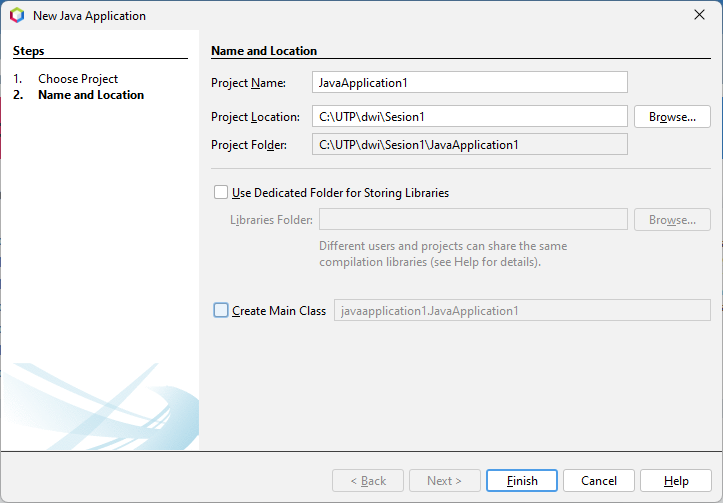 New Java Application
Steps
1. Choose Project
2. Name and Location
Name and Location
Project Name: JavaApplication1
Project Location: C:\UTP\dwi\Sesion1 Browse...
Project Folder: C:\UTP\dwi\Sesion1\JavaApplication1
Use Dedicated Folder for Storing Libraries
Libraries Folder: Browse...
Different users and projects can share the same
compilation libraries (see Help for details).
Create Main Class javaapplication1.JavaApplication1
< Back Next > Finish Cancel Help